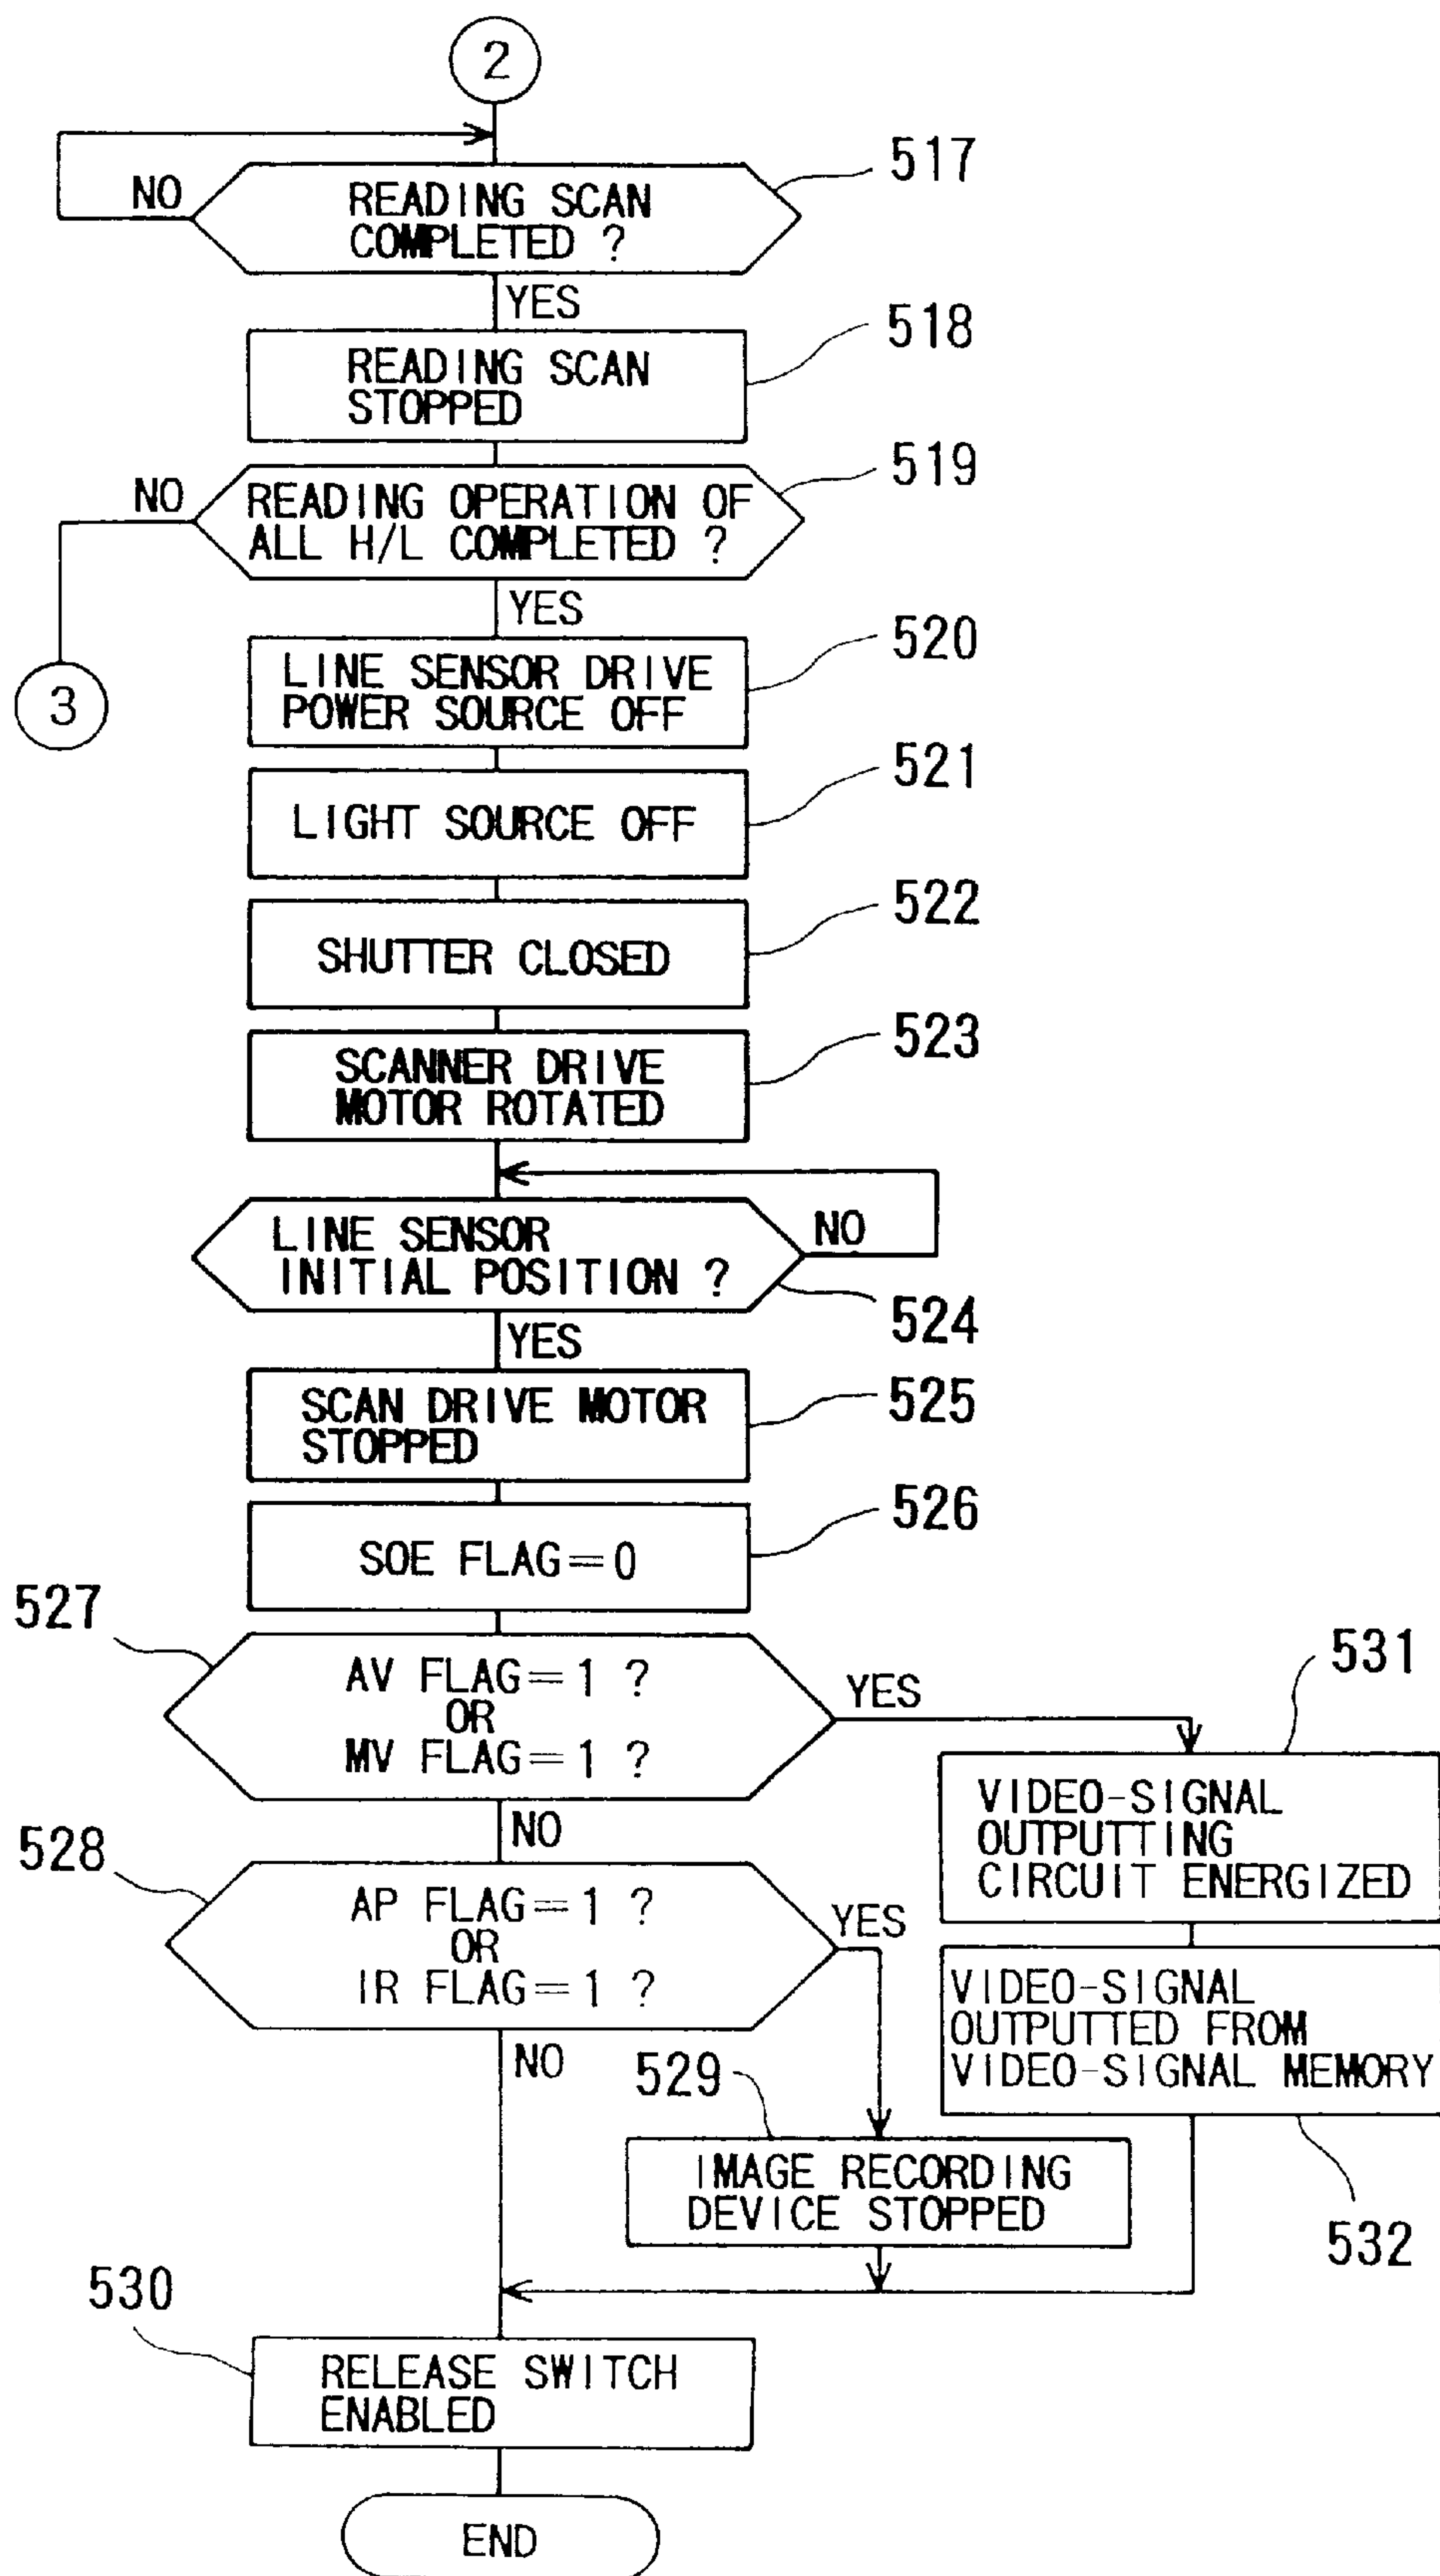 2
517
NO
READING SCAN
COMPLETED ?
YES
518
READING SCAN
STOPPED
519
NO
READING OPERATION OF
ALL H/L COMPLETED ?
YES
3
520
LINE SENSOR DRIVE
POWER SOURCE OFF
521
LIGHT SOURCE OFF
522
SHUTTER CLOSED
523
SCANNER DRIVE
MOTOR ROTATED
LINE SENSOR
INITIAL POSITION ?
NO
524
YES
525
SCAN DRIVE MOTOR
STOPPED
526
SOE FLAG=0
527
AV FLAG=1 ?
OR
MV FLAG=1 ?
YES
531
NO
VIDEO-SIGNAL
OUTPUTTING
CIRCUIT ENERGIZED
528
AP FLAG=1 ?
OR
IR FLAG=1 ?
YES
NO
VIDEO-SIGNAL
OUTPUTTED FROM
VIDEO-SIGNAL MEMORY
532
529
IMAGE RECORDING
DEVICE STOPPED
530
RELEASE SWITCH
ENABLED
END